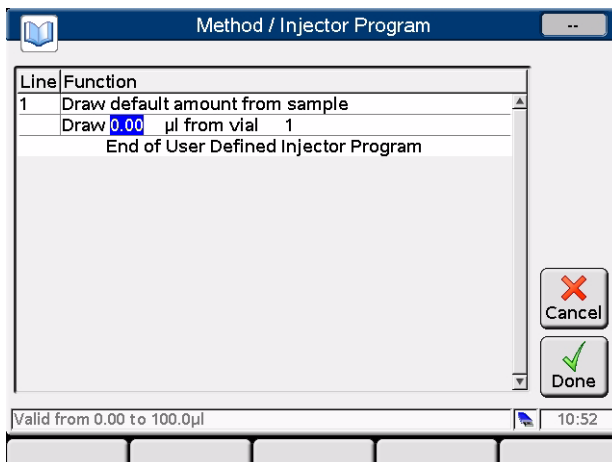 Method / Injector Program
--
Line Function
1 Draw default amount from sample
Draw 0.00 µl from vial 1
End of User Defined Injector Program
Cancel
Done
Valid from 0.00 to 100.0µl
10:52